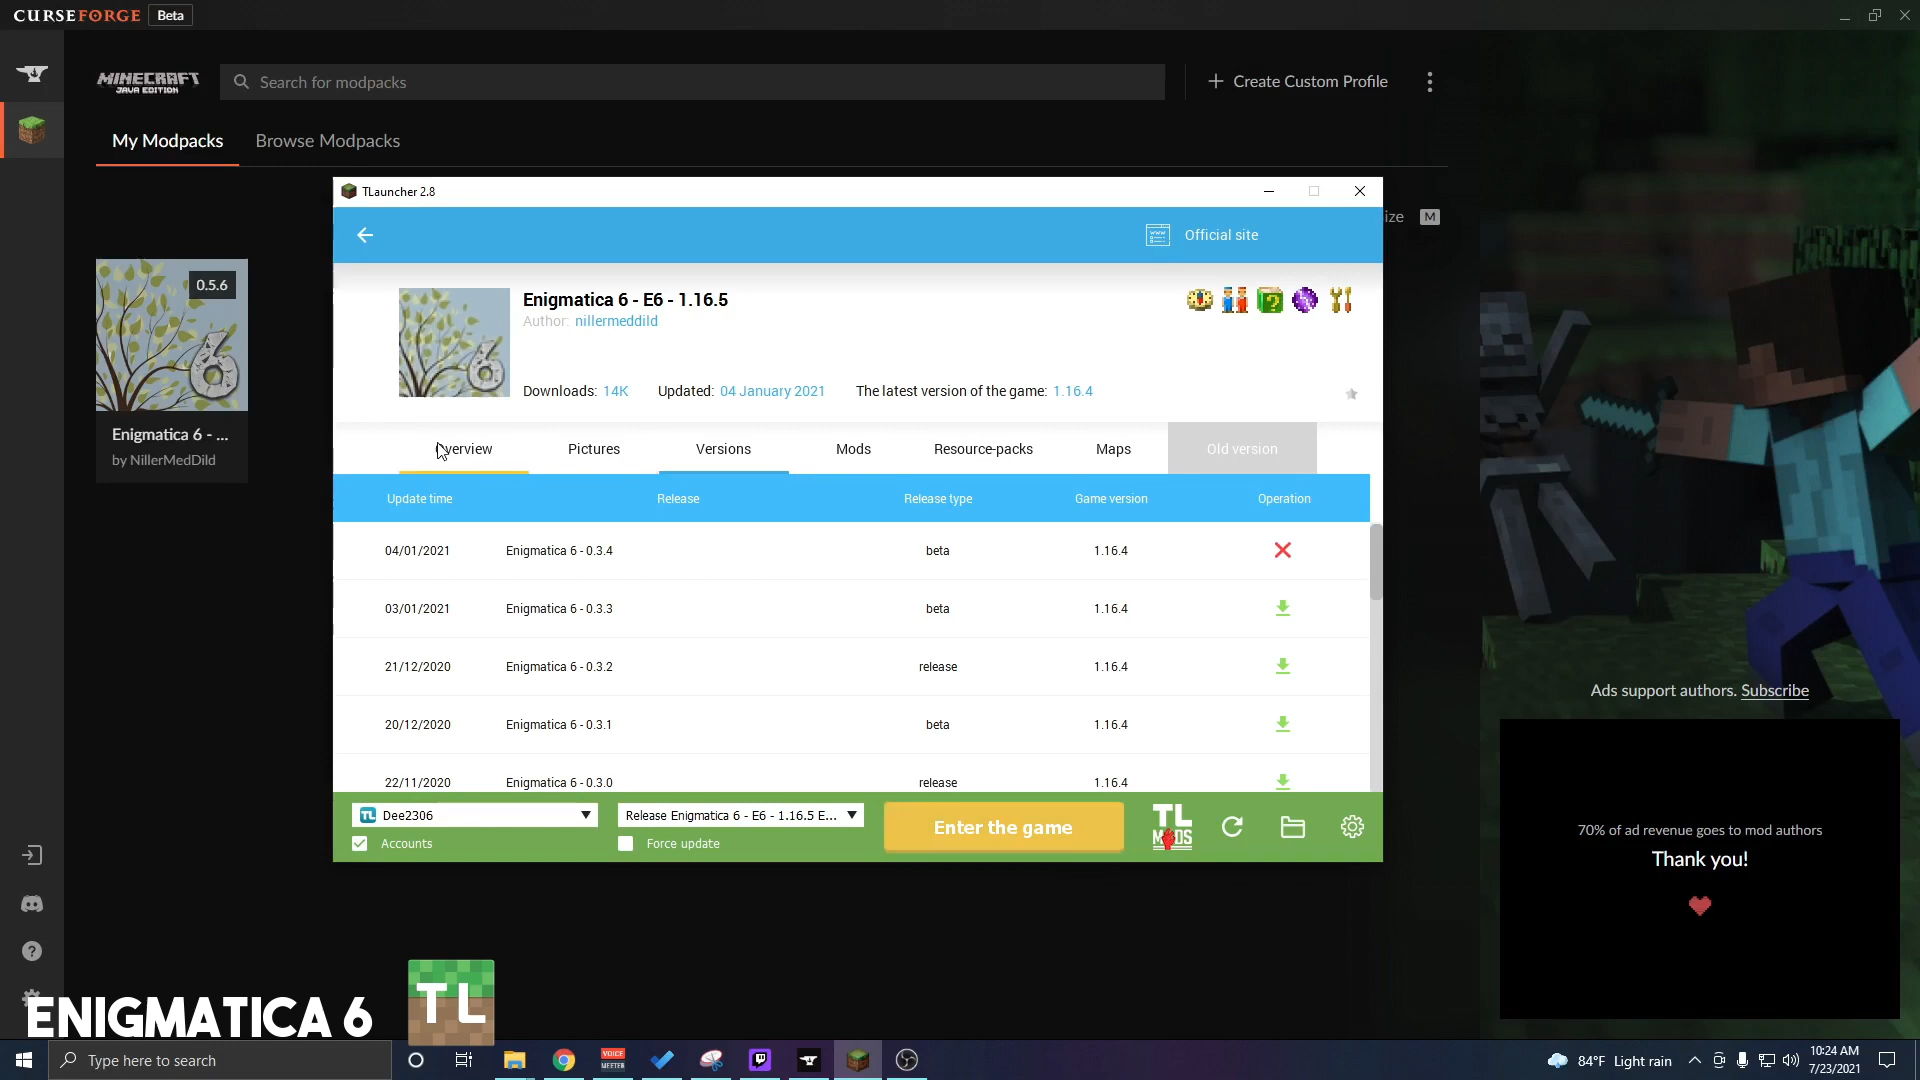 CURSEFORGE Beta
MINECRAFT
JAVA EDITION
Search for modpacks
Create Custom Profile
My Modpacks
Browse Modpacks
TLauncher 2.8
ize M
Official site
0.5.6
Enigmatica 6 - ...
by NillerMedDild
6
Enigmatica 6 - E6 - 1.16.5
Author: nillermeddild
Downloads: 14K Updated: 04 January 2021 The latest version of the game: 1.16.4
verview Pictures Versions Mods Resource-packs Maps Old version
Update time Release Release type Game version Operation
04/01/2021 Enigmatica 6 - 0.3.4 beta 1.16.4
03/01/2021 Enigmatica 6 - 0.3.3 beta 1.16.4
21/12/2020 Enigmatica 6 - 0.3.2 release 1.16.4
20/12/2020 Enigmatica 6 - 0.3.1 beta 1.16.4
22/11/2020 Enigmatica 6 - 0.3.0 release 1.16.4
TL Dee2306
Release Enigmatica 6 - E6 - 1.16.5 E...
Accounts
Force update
Enter the game
TL
MODS
Ads support authors. Subscribe
70% of ad revenue goes to mod authors
Thank you!
ENIGMATICA 6
TL
Type here to search
VOICE
MEETER
84°F Light rain
10:24 AM
7/23/2021